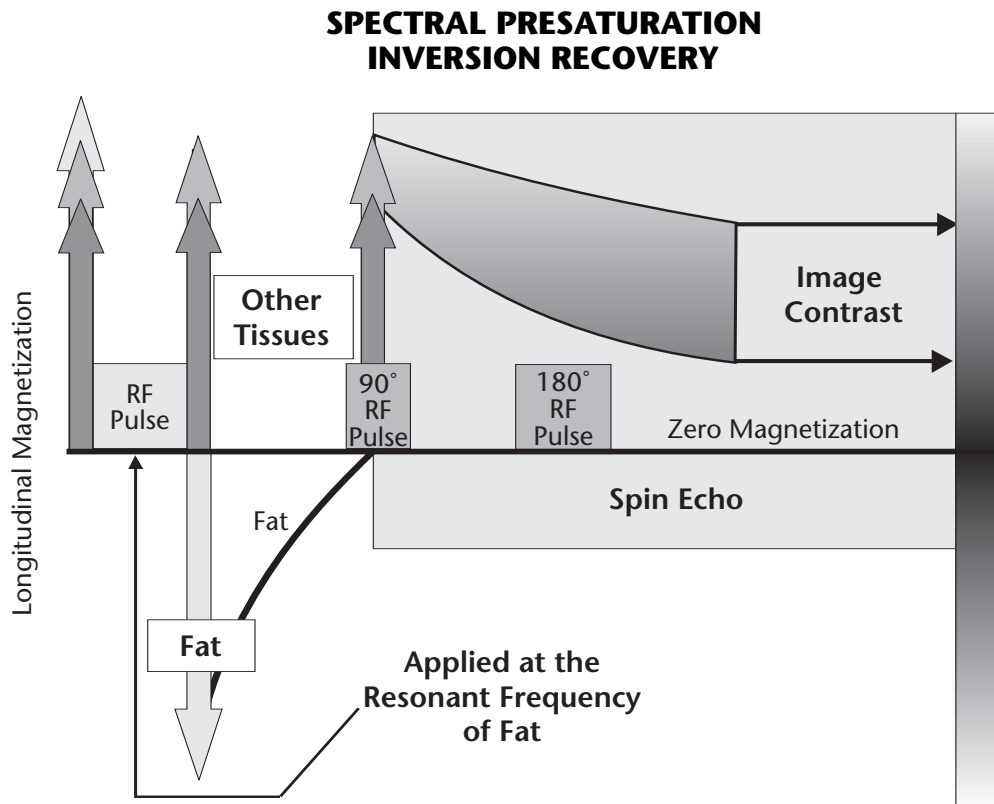 SPECTRAL PRESATURATION
INVERSION RECOVERY
Longitudinal Magnetization
Other
Tissues
Image
Contrast
RF
Pulse
90°
RF
Pulse
180°
RF
Pulse
Zero Magnetization
Spin Echo
Fat
Fat
Applied at the
Resonant Frequency
of Fat